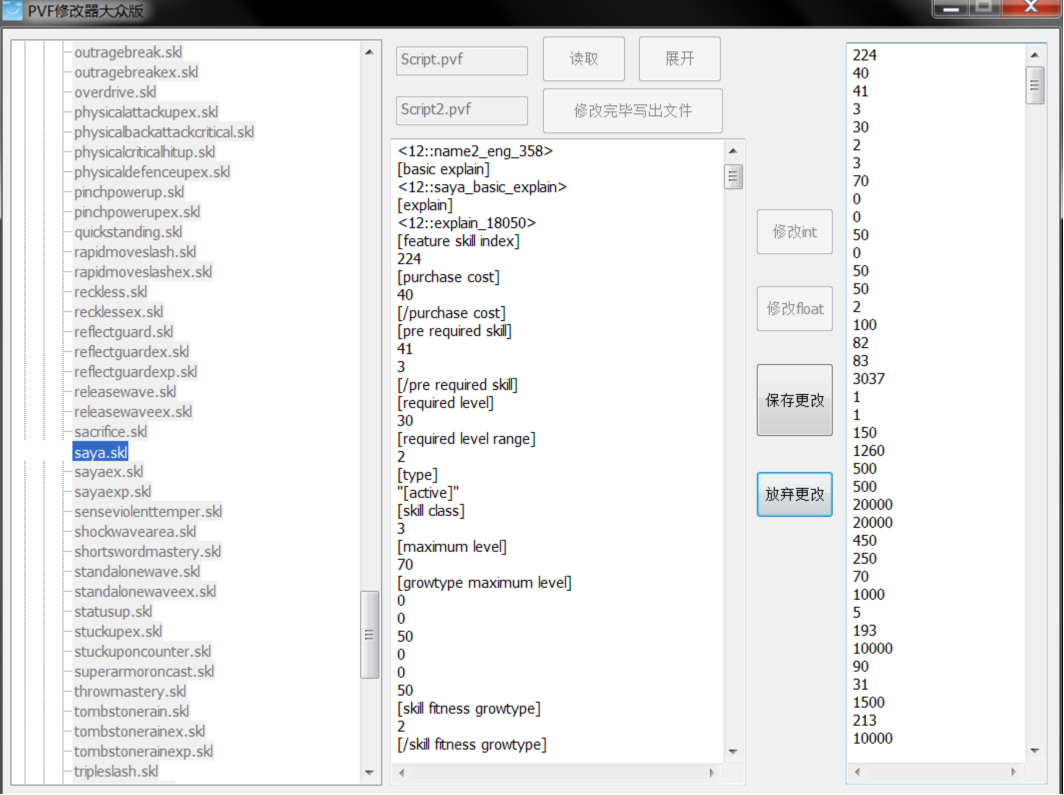 PVF修改器大众版
outragebreak.skl
outragebreakex.skl
overdrive.skl
physicalattackupex.skl
physicalbackattackcritical.skl
physicalcriticalhitup.skl
physicaldefenceupex.skl
pinchpowerup.skl
pinchpowerupex.skl
quickstanding.skl
rapidmoveslash.skl
rapidmoveslashex.skl
reckless.skl
recklessex.skl
reflectguard.skl
reflectguardex.skl
reflectguardexp.skl
releasewave.skl
releasewaveex.skl
sacrifice.skl
saya.skl
sayaex.skl
sayaexp.skl
senseviolenttemper.skl
shockwavearea.skl
shortswordmastery.skl
standalonewave.skl
standalonewaveex.skl
statusup.skl
stuckupex.skl
stuckuponcounter.skl
superarmoroncast.skl
throwmastery.skl
tombstonerain.skl
tombstonerainex.skl
tombstonerainexp.skl
tripleslash.skl
Script.pvf
读取
展开
Script2.pvf
修改完毕写出文件
<12::name2_eng_358>
[basic explain]
<12::saya_basic_explain>
[explain]
<12::explain_18050>
[feature skill index]
224
[purchase cost]
40
[/purchase cost]
[pre required skill]
41
3
[/pre required skill]
[required level]
30
[required level range]
2
[type]
"[active]"
[skill class]
3
[maximum level]
70
[growtype maximum level]
0
0
50
0
0
50
[skill fitness growtype]
2
[/skill fitness growtype]
修改int
修改float
保存更改
放弃更改
224
40
41
3
30
2
3
70
0
0
50
0
50
50
2
100
82
83
3037
1
1
150
1260
500
500
20000
20000
450
250
70
1000
5
193
10000
90
31
1500
213
10000